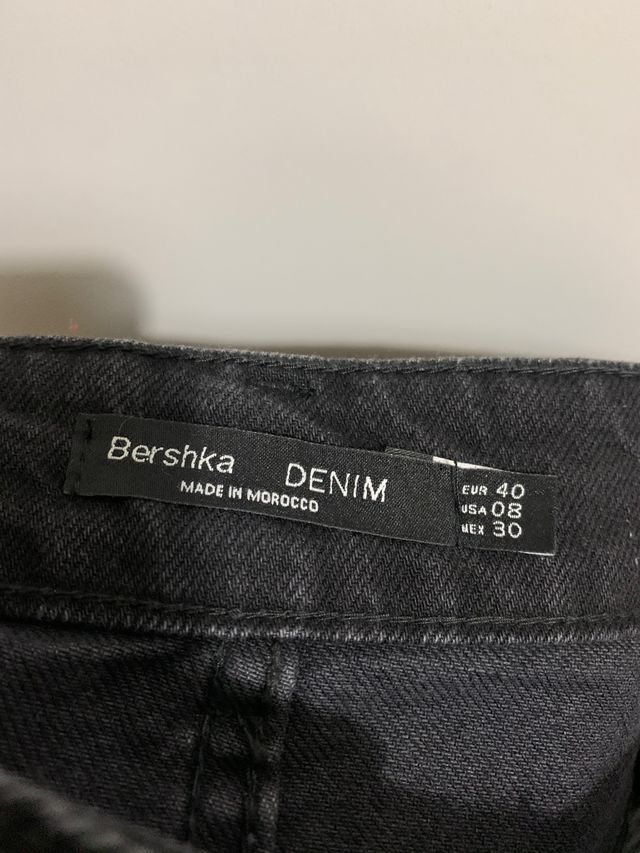 Bershka DENIM
MADE IN MOROCCO
EUR 40
USA 08
MEX 30